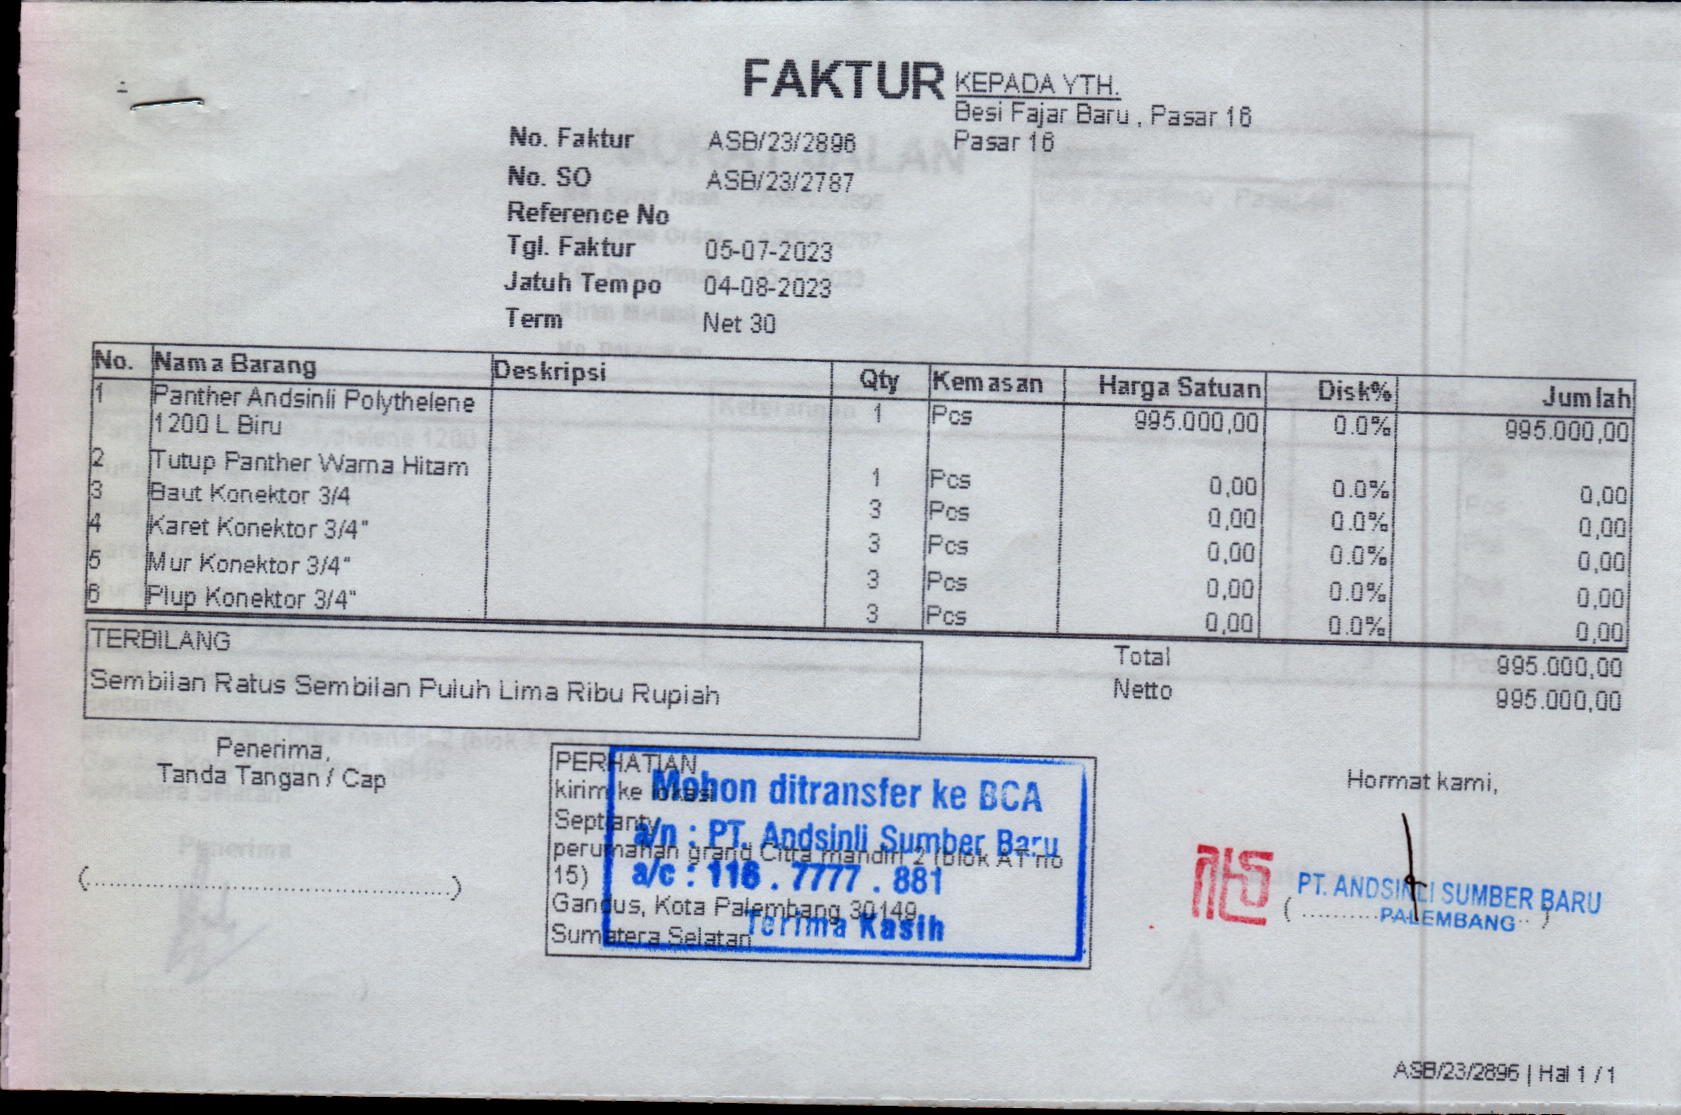 FAKTUR
KEPADA YTH.
Besi Fajar Baru , Pasar 16
Pasar 16
No. Faktur ASB/23/2896
No. SO ASB/23/2787
Reference No
Tgl. Faktur 05-07-2023
Jatuh Tempo 04-08-2023
Term Net 30
No. Nama Barang Deskripsi Qty Kemasan Harga Satuan Disk% Jumlah
1 Panther Andsinli Polythelene 1 Pcs 995.000,00 0.0% 995.000,00
1200 L Biru
2 Tutup Panther Warna Hitam 1 Pcs 0,00 0.0% 0,00
3 Baut Konektor 3/4 3 Pcs 0,00 0.0% 0,00
4 Karet Konektor 3/4" 3 Pcs 0,00 0.0% 0,00
5 Mur Konektor 3/4" 3 Pcs 0,00 0.0% 0,00
6 Plup Konektor 3/4" 3 Pcs 0,00 0.0% 0,00
TERBILANG
Sembilan Ratus Sembilan Puluh Lima Ribu Rupiah
Total 995.000,00
Netto 995.000,00
Penerima,
Tanda Tangan / Cap
(.....................................................)
PERHATIAN
kirim ke lokasi
Septianty
perumahan grand Citra mandiri 2 (blok AT no
15)
Gandus, Kota Palembang 30149
Sumatera Selatan
Mohon ditransfer ke BCA
a/n : PT. Andsinli Sumber Baru
a/c : 116 . 7777 . 881
Terima Kasih
Hormat kami,
PT. ANDSINLI SUMBER BARU
PALEMBANG
ASB/23/2896 | Hal 1 / 1